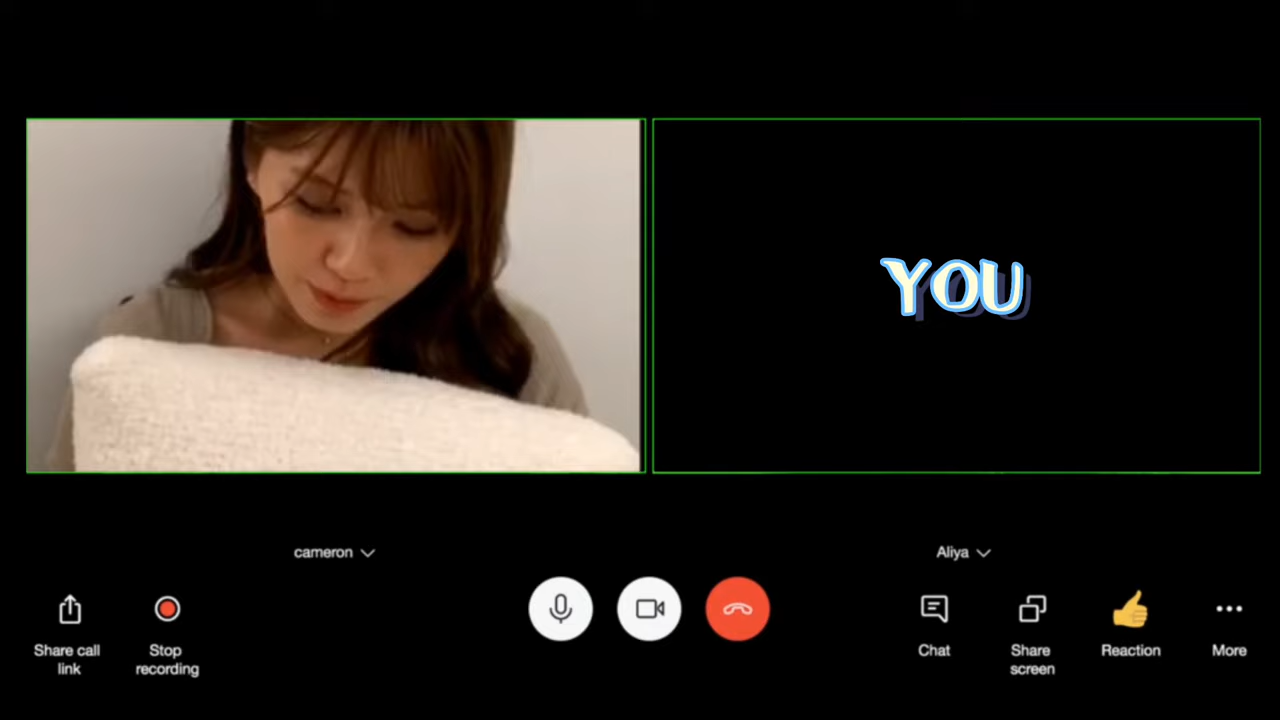 YOU
cameron
Aliya
Share call
link
Stop
recording
Chat
Share
screen
Reaction
More